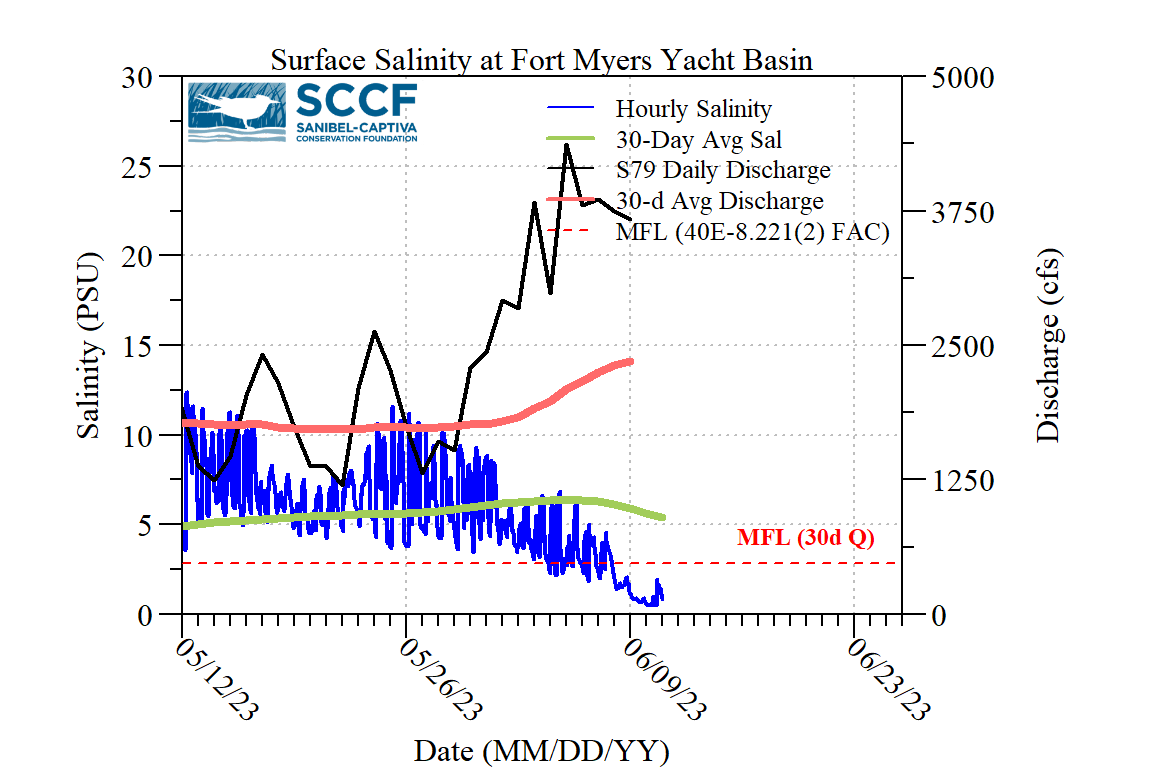 Surface Salinity at Fort Myers Yacht Basin
SCCF
SANIBEL-CAPTIVA
CONSERVATION FOUNDATION
Hourly Salinity
30-Day Avg Sal
S79 Daily Discharge
30-d Avg Discharge
MFL (40E-8.221(2) FAC)
Salinity (PSU)
30
25
20
15
10
5
0
Discharge (cfs)
5000
3750
2500
1250
0
MFL (30d Q)
05/12/23
05/26/23
06/09/23
06/23/23
Date (MM/DD/YY)